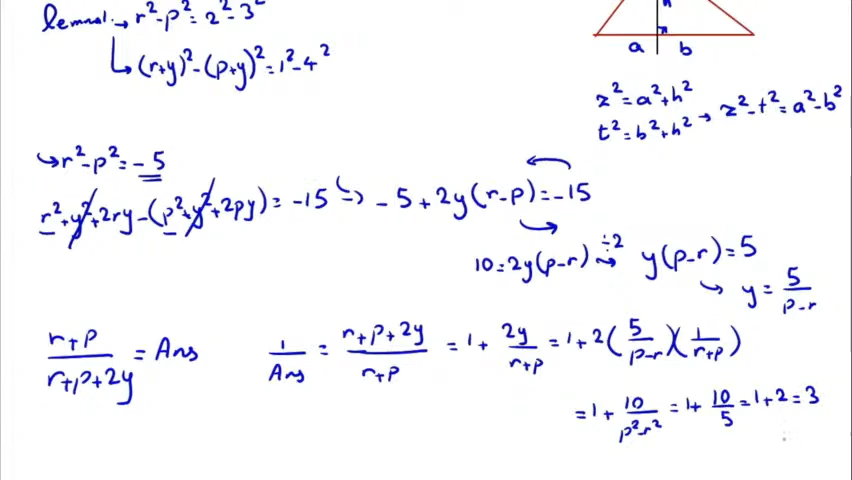 lemma1: → r²-p²=2²-3²
↳ (r+y)²-(p+y)²=1²-4²
a b
z²=a²+h²
t²=b²+h² → z²-t²=a²-b²
↪ r²-p²=-5
r²+y²+2ry-(p²+y²+2py)=-15 ↪ -5+2y(r-p)=-15
10=2y(p-r) ÷2 → y(p-r)=5
↪ y=5/(p-r)
(r+p)/(r+p+2y) = Ans 1/Ans = (r+p+2y)/(r+p) = 1+ 2y/(r+p) = 1+2(5/(p-r))(1/(r+p))
=1+ 10/(p²-r²) = 1+ 10/5 = 1+2=3